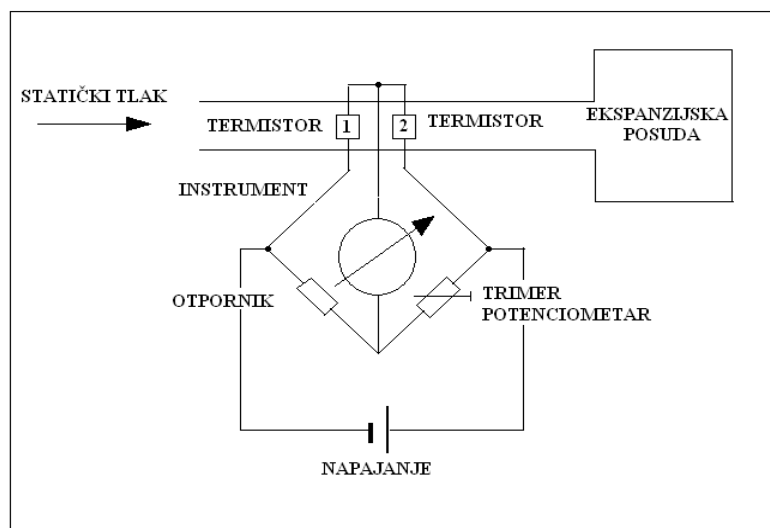 STATIČKI TLAK
TERMISTOR
1
2
TERMISTOR
EKSPANZIJSKA
POSUDA
INSTRUMENT
OTPORNIK
TRIMER
POTENCIOMETAR
NAPAJANJE